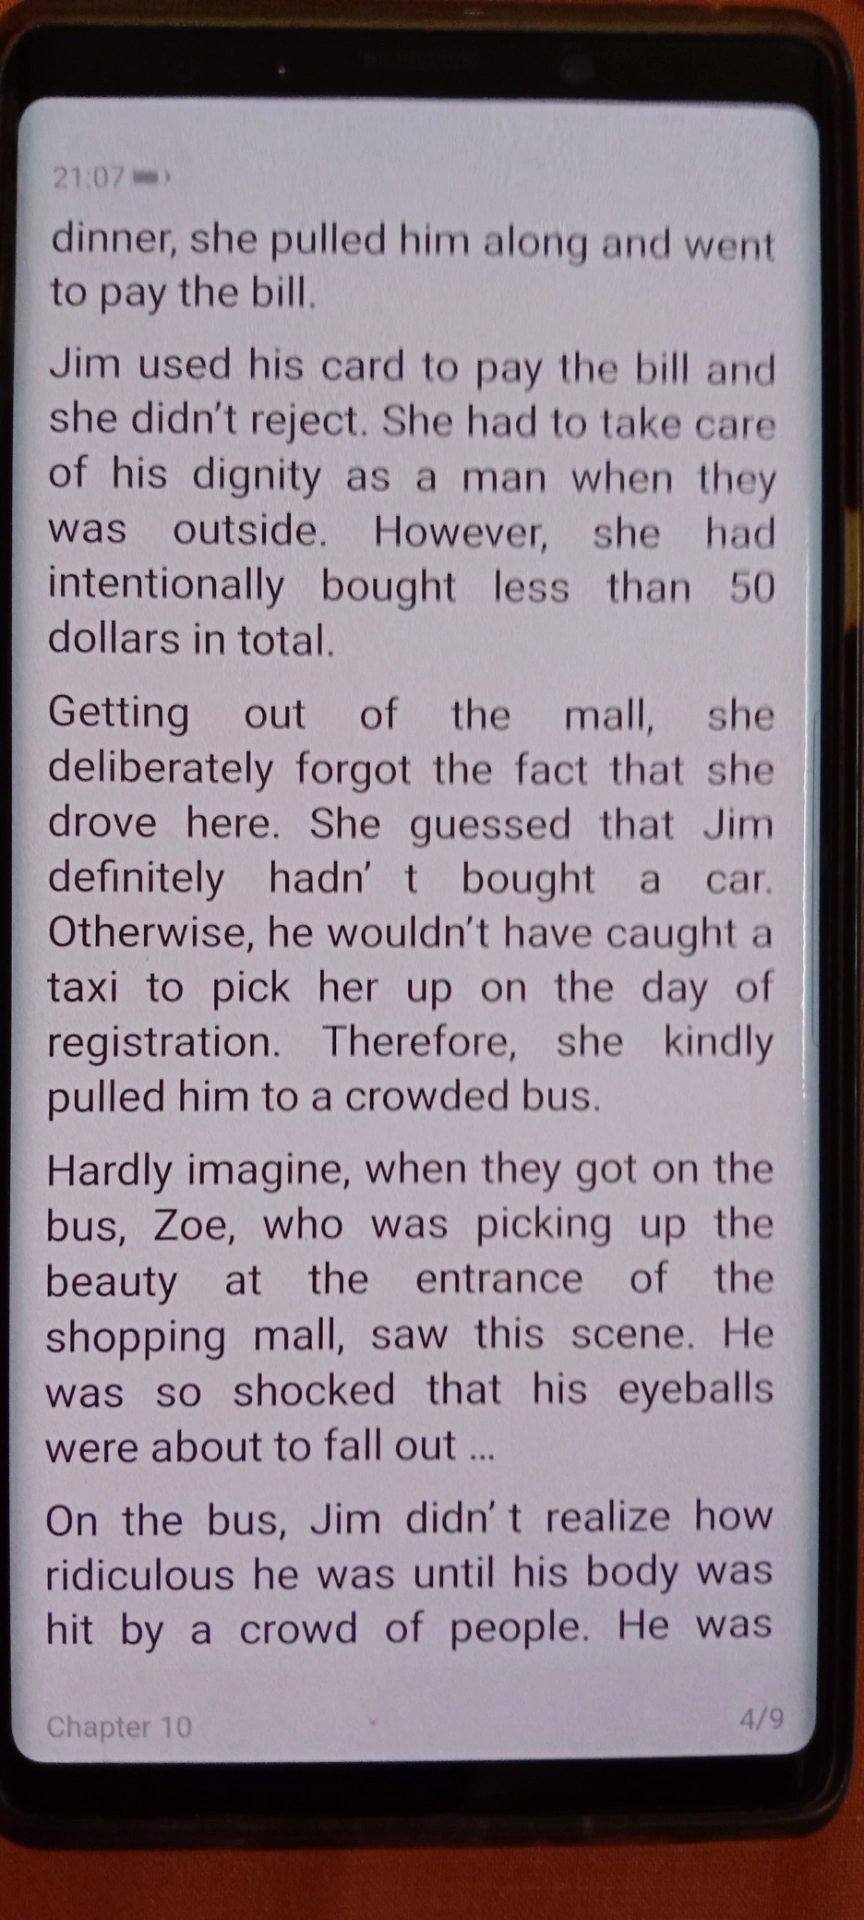 21:07
dinner, she pulled him along and went
to pay the bill.
Jim used his card to pay the bill and
she didn't reject. She had to take care
of his dignity as a man when they
was outside. However, she had
intentionally bought less than 50
dollars in total.
Getting out of the mall, she
deliberately forgot the fact that she
drove here. She guessed that Jim
definitely hadn' t bought a car.
Otherwise, he wouldn't have caught a
taxi to pick her up on the day of
registration. Therefore, she kindly
pulled him to a crowded bus.
Hardly imagine, when they got on the
bus, Zoe, who was picking up the
beauty at the entrance of the
shopping mall, saw this scene. He
was so shocked that his eyeballs
were about to fall out ...
On the bus, Jim didn' t realize how
ridiculous he was until his body was
hit by a crowd of people. He was
Chapter 10 4/9